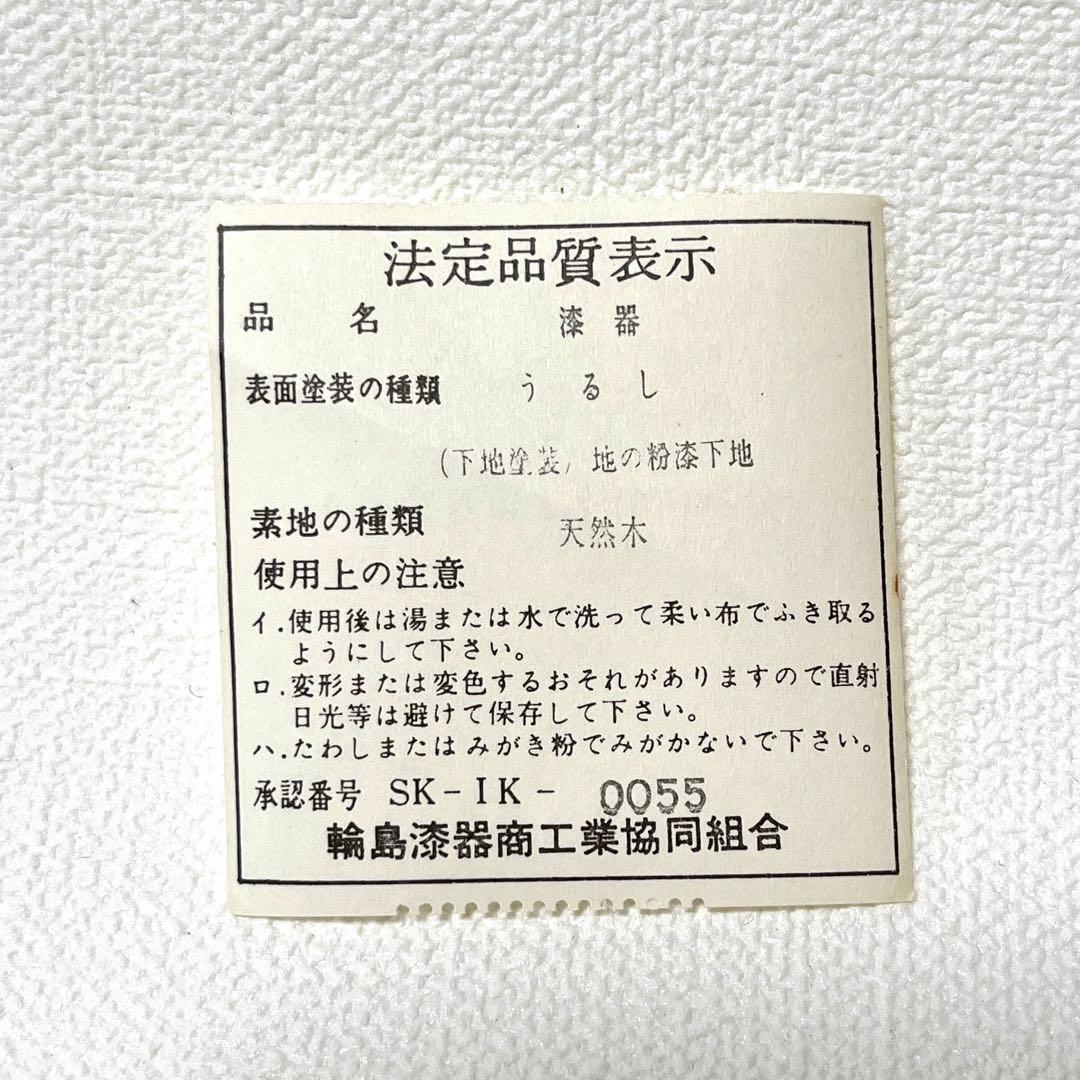 法定品質表示
品名 漆器
表面塗装の種類 うるし
(下地塗装) 地の粉漆下地
素地の種類 天然木
使用上の注意
イ.使用後は湯または水で洗って柔い布でふき取る
ようにして下さい。
ロ.変形または変色するおそれがありますので直射
日光等は避けて保存して下さい。
ハ.たわしまたはみがき粉でみがかないで下さい。
承認番号 SK-IK-0055
輪島漆器商工業協同組合